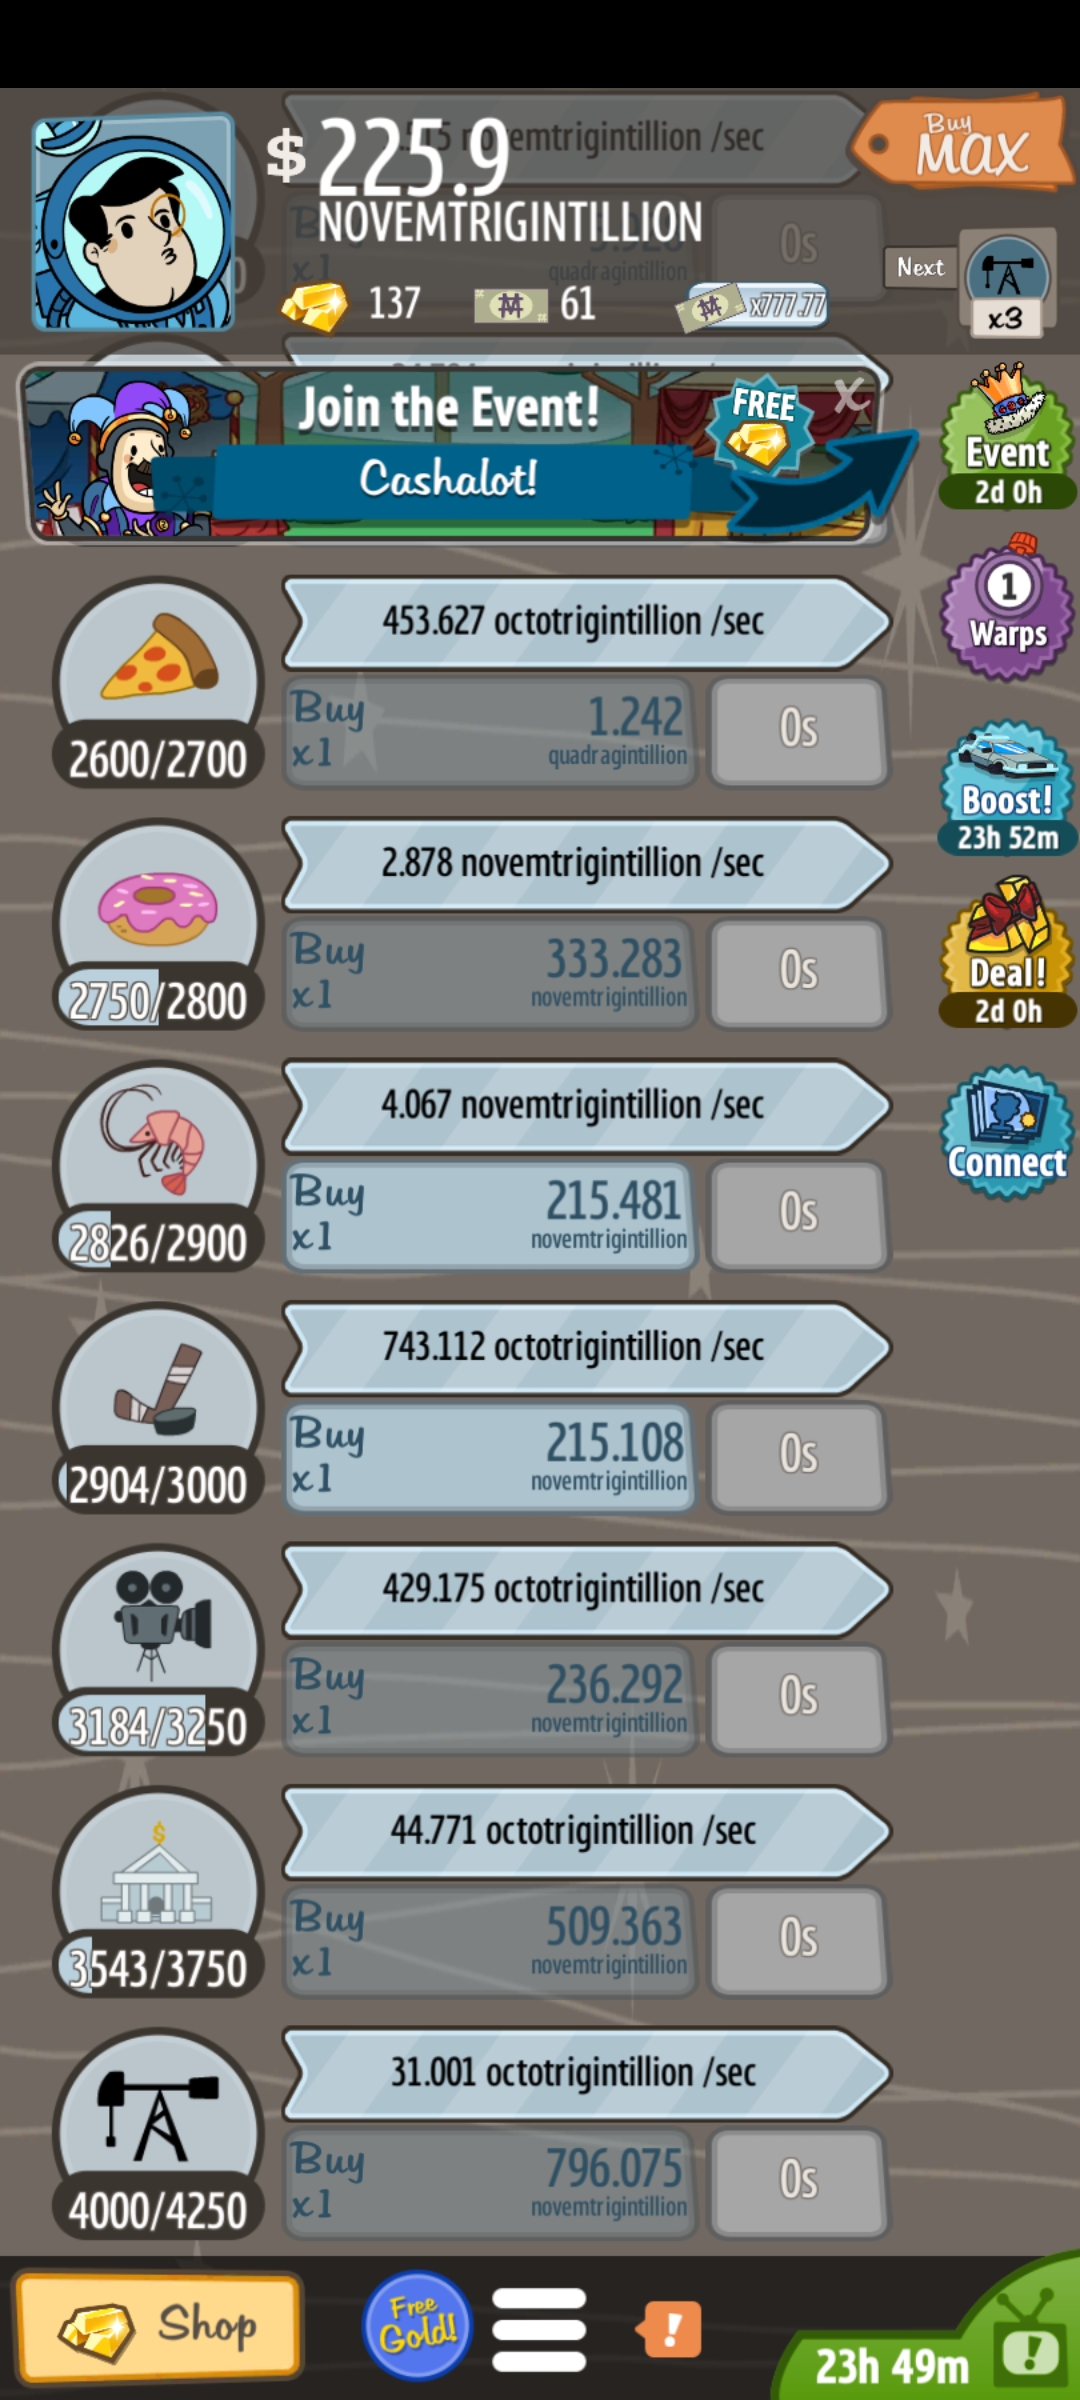 novemtrigintillion /sec
$ 225.9
NOVEMTRIGINTILLION
Buy
MAX
x1
quadragintillion
0s
Next
x3
137
61
x777.77
Join the Event!
Cashalot!
FREE
X
Event
2d 0h
453.627 octotrigintillion /sec
Buy
x1
1.242
quadragintillion
0s
2600/2700
1
Warps
2.878 novemtrigintillion /sec
Buy
x1
333.283
novemtrigintillion
0s
2750/2800
Boost!
23h 52m
Deal!
2d 0h
4.067 novemtrigintillion /sec
Buy
x1
215.481
novemtrigintillion
0s
2826/2900
Connect
743.112 octotrigintillion /sec
Buy
x1
215.108
novemtrigintillion
0s
2904/3000
429.175 octotrigintillion /sec
Buy
x1
236.292
novemtrigintillion
0s
3184/3250
$
44.771 octotrigintillion /sec
Buy
x1
509.363
novemtrigintillion
0s
3543/3750
31.001 octotrigintillion /sec
Buy
x1
796.075
novemtrigintillion
0s
4000/4250
Shop
Free
Gold!
!
23h 49m
!